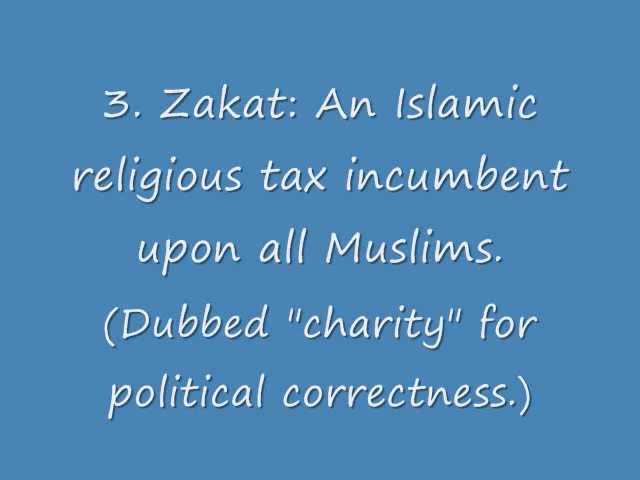 3. Zakat: An Islamic
religious tax incumbent
upon all Muslims.
(Dubbed "charity" for
political correctness.)